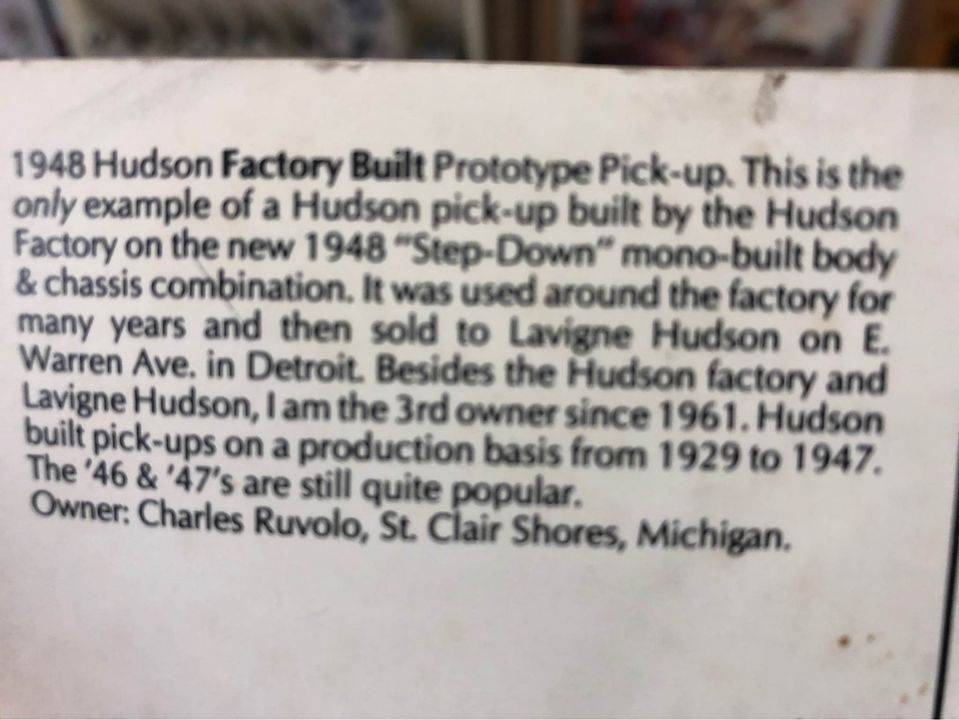 1948 Hudson Factory Built Prototype Pick-up. This is the
only example of a Hudson pick-up built by the Hudson
Factory on the new 1948 "Step-Down" mono-built body
& chassis combination. It was used around the factory for
many years and then sold to Lavigne Hudson on E.
Warren Ave. in Detroit. Besides the Hudson factory and
Lavigne Hudson, I am the 3rd owner since 1961. Hudson
built pick-ups on a production basis from 1929 to 1947.
The '46 & '47's are still quite popular.
Owner: Charles Ruvolo, St. Clair Shores, Michigan.